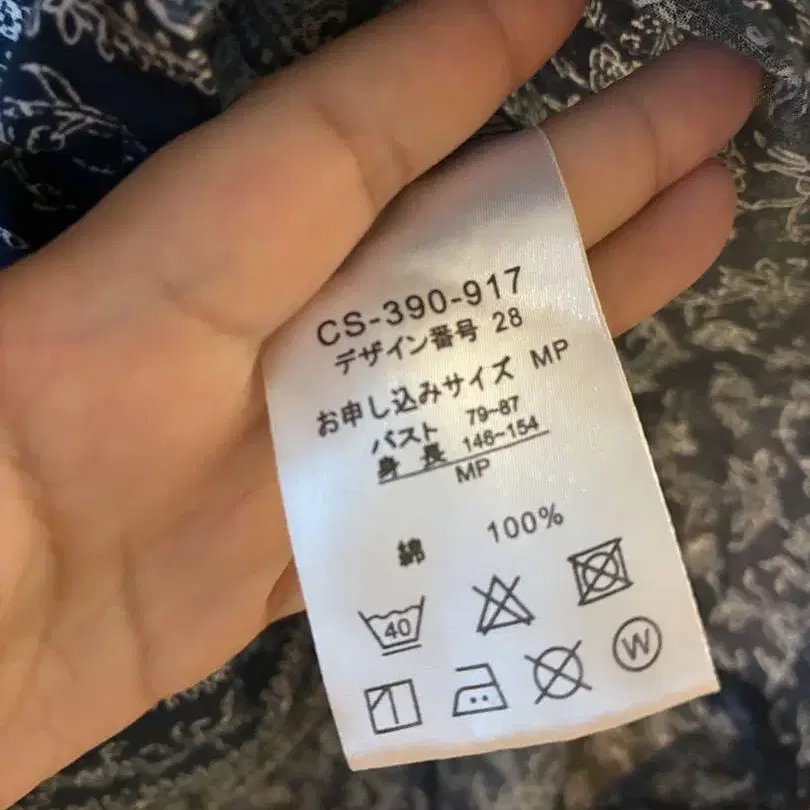 CS-390-917
デザイン番号 28
お申し込みサイズ MP
バスト 79~87
身長 146~154
MP
綿 100%
40
W